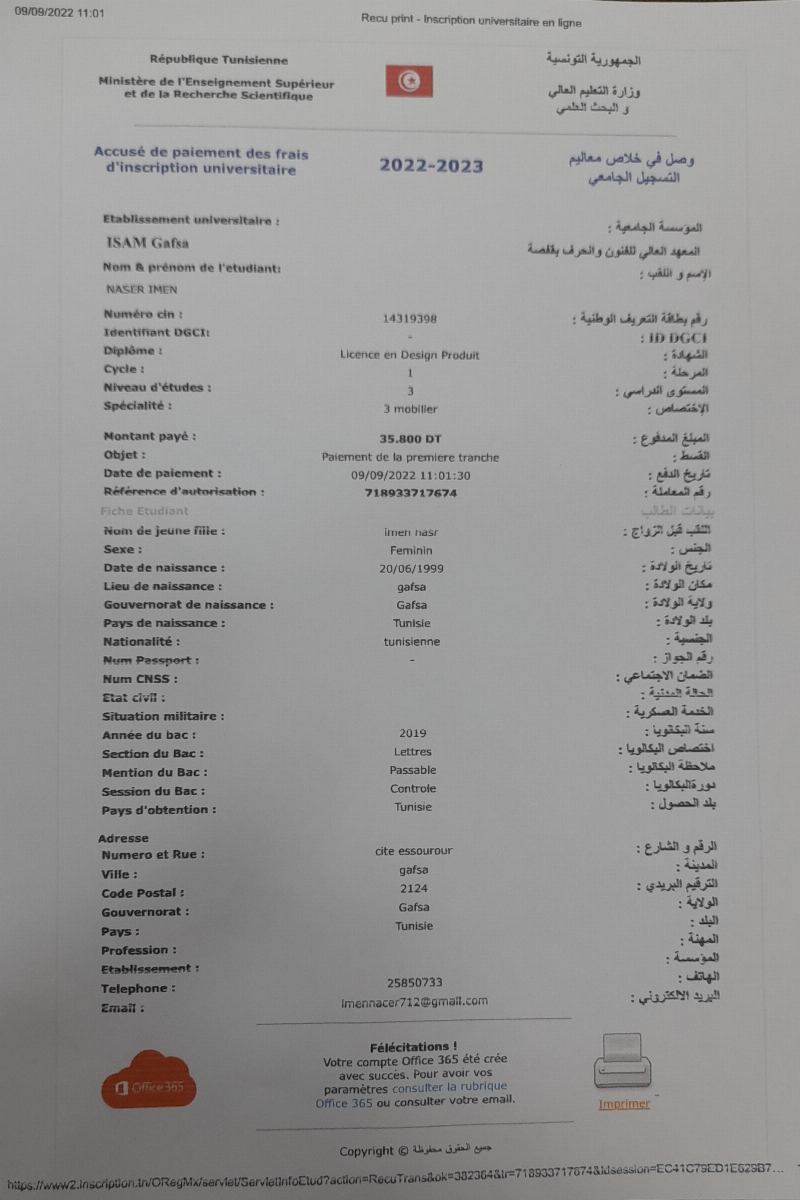 09/09/2022 11:01
Recu print - Inscription universitaire en ligne
République Tunisienne
الجمهورية التونسية
Ministère de l'Enseignement Supérieur
et de la Recherche Scientifique
وزارة التعليم العالي
و البحث العلمي
Accusé de paiement des frais
d'inscription universitaire
2022-2023
وصل في خلاص معاليم
التسجيل الجامعي
Etablissement universitaire :
المؤسسة الجامعية :
ISAM Gafsa
المعهد العالي للفنون والحرف بقفصة
Nom & prénom de l'etudiant:
الإسم و اللقب :
NASER IMEN
Numéro cin : 14319398 رقم بطاقة التعريف الوطنية :
Identifiant DGCI: - ID DGCI :
Diplôme : Licence en Design Produit الشهادة :
Cycle : 1 المرحلة :
Niveau d'études : 3 المستوى الدراسي :
Spécialité : 3 mobilier الإختصاص :
Montant payé : 35.800 DT المبلغ المدفوع :
Objet : Paiement de la premiere tranche القسط :
Date de paiement : 09/09/2022 11:01:30 تاريخ الدفع :
Référence d'autorisation : 718933717674 رقم المعاملة :
Fiche Etudiant بيانات الطالب
Nom de jeune fille : imen nasr اللقب قبل الزواج :
Sexe : Feminin الجنس :
Date de naissance : 20/06/1999 تاريخ الولادة :
Lieu de naissance : gafsa مكان الولادة :
Gouvernorat de naissance : Gafsa ولاية الولادة :
Pays de naissance : Tunisie بلد الولادة :
Nationalité : tunisienne الجنسية :
Num Passport : - رقم الجواز :
Num CNSS : الضمان الاجتماعي :
Etat civil : الحالة المدنية :
Situation militaire : الخدمة العسكرية :
Année du bac : 2019 سنة البكالويا :
Section du Bac : Lettres اختصاص البكالويا :
Mention du Bac : Passable ملاحظة البكالويا :
Session du Bac : Controle دورةالبكالويا :
Pays d'obtention : Tunisie بلد الحصول :
Adresse
Numero et Rue : cite essourour الرقم و الشارع :
Ville : gafsa المدينة :
Code Postal : 2124 الترقيم البريدي :
Gouvernorat : Gafsa الولاية :
Pays : Tunisie البلد :
Profession : المهنة :
Etablissement : المؤسسة :
Telephone : 25850733 الهاتف :
Email : imennacer712@gmail.com البريد الالكتروني :
Office 365
Félécitations !
Votre compte Office 365 été crée
avec succès. Pour avoir vos
paramètres consulter la rubrique
Office 365 ou consulter votre email.
Imprimer
Copyright © جميع الحقوق محفوظة
https://www2.inscription.tn/ORegMx/servlet/ServletInfoEtud?action=RecuTrans&ok=382364&tr=718933717674&idsession=EC41C79ED1E629B7...